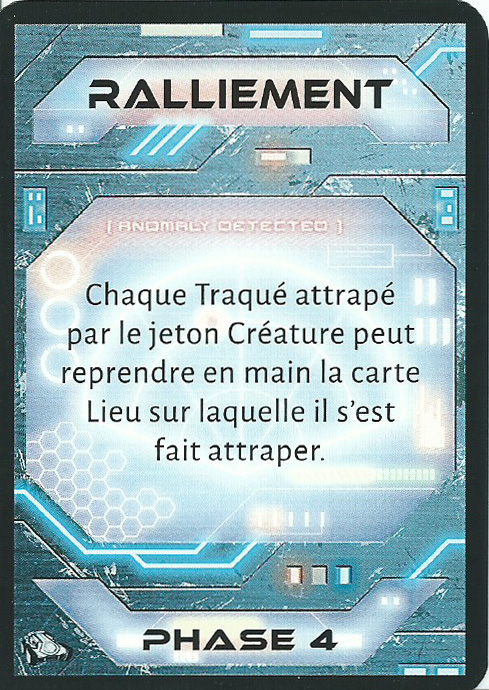 RALLIEMENT
[ ANOMALY DETECTED ]
Chaque Traqué attrapé
par le jeton Créature peut
reprendre en main la carte
Lieu sur laquelle il s'est
fait attraper.
PHASE 4